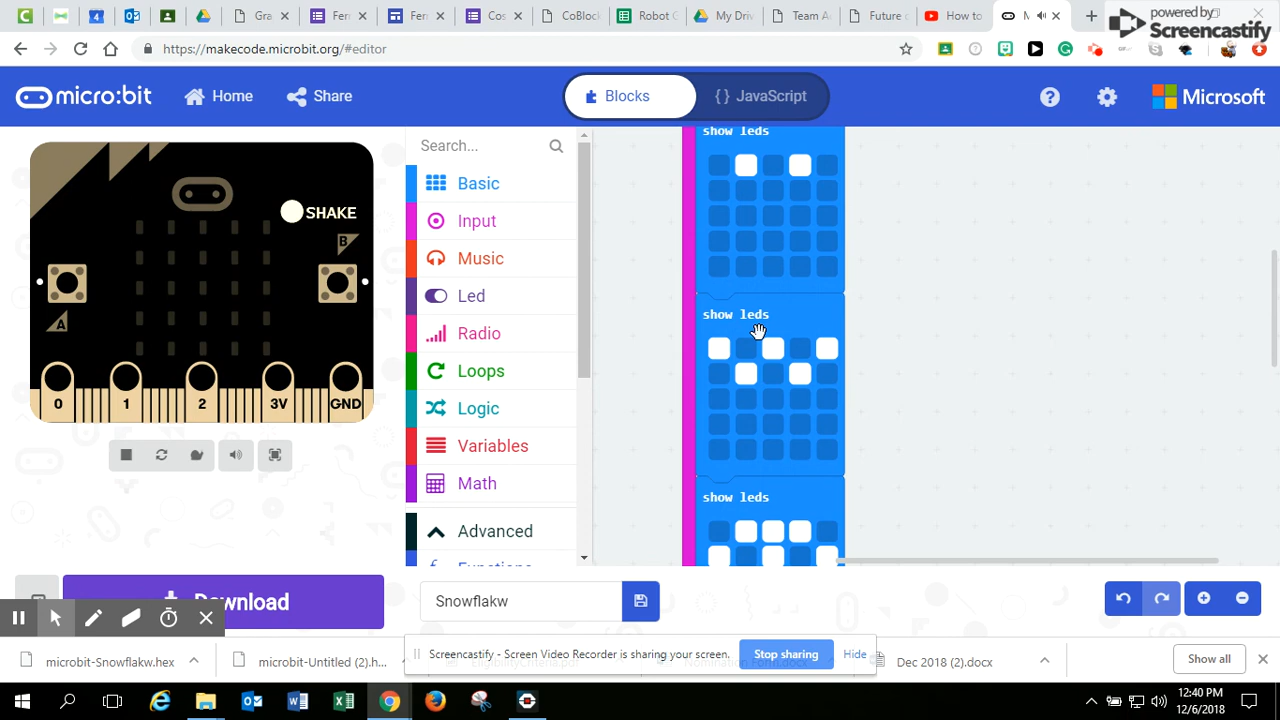 Gra
Ferr
Ferr
Cos
CoBlock
Robot G
My Driv
Team A
Future p
How to
powered by
Screencastify
https://makecode.microbit.org/#editor
micro:bit
Home
Share
Blocks
{ } JavaScript
Microsoft
SHAKE
B
A
0 1 2 3V GND
Search...
Basic
Input
Music
Led
Radio
Loops
Logic
Variables
Math
Advanced
show leds
show leds
show leds
Download
Snowflakw
Screencastify - Screen Video Recorder is sharing your screen.
Stop sharing
Hide
microbit-Snowflakw.hex
microbit-Untitled (2).h...
Dec 2018 (2).docx
Show all
12:40 PM
12/6/2018